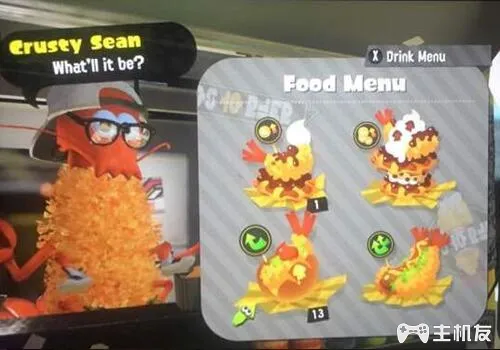 Crusty Sean
What'll it be?
X Drink Menu
Food Menu
1
13
主机友